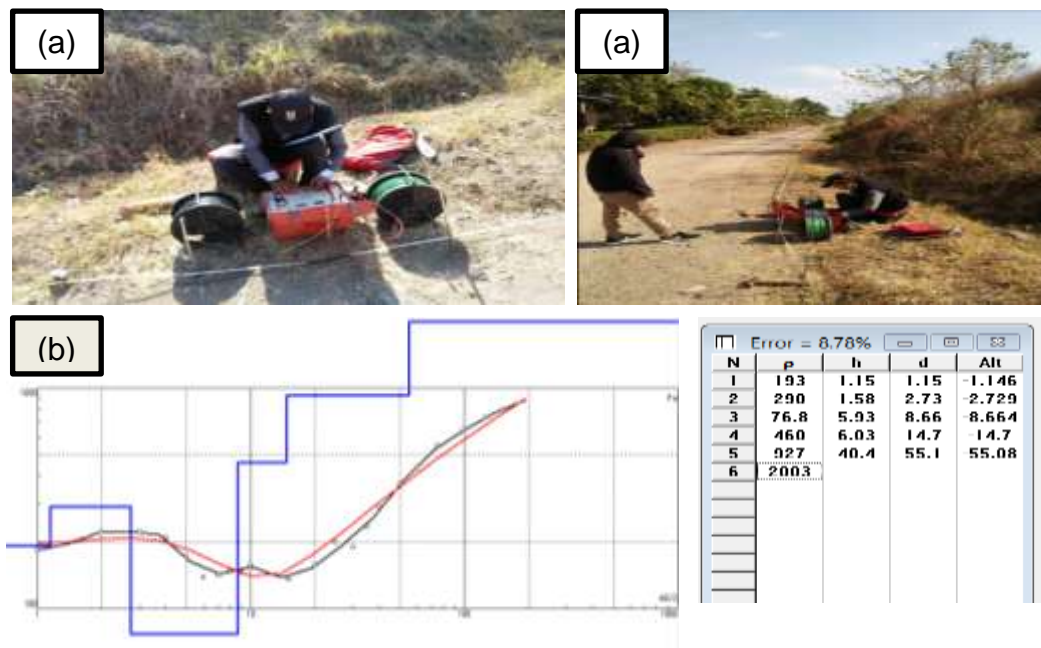 (a)
(a)
(b)
Error = 8.78%
N ρ h d Alt
1 193 1.15 1.15 -1.146
2 290 1.58 2.73 -2.729
3 76.8 5.93 8.66 -8.664
4 460 6.03 14.7 -14.7
5 927 40.4 55.1 -55.08
6 2003